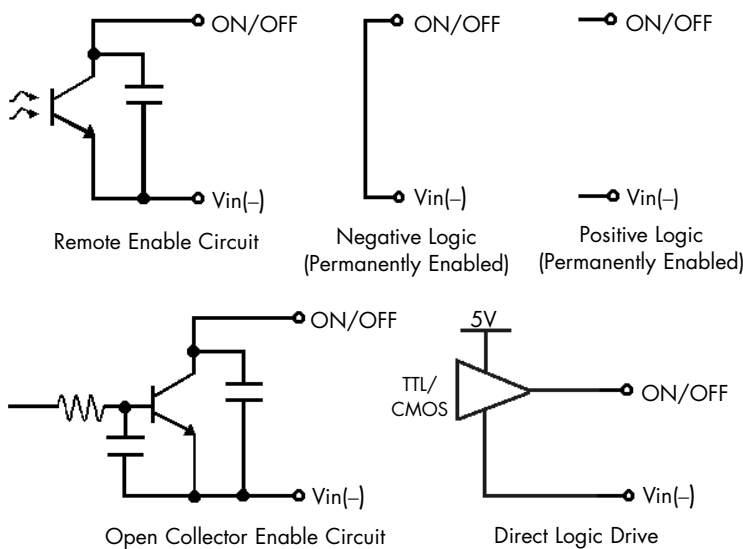 ON/OFF
Vin(–)
Remote Enable Circuit
ON/OFF
Vin(–)
Negative Logic
(Permanently Enabled)
ON/OFF
Vin(–)
Positive Logic
(Permanently Enabled)
ON/OFF
Vin(–)
Open Collector Enable Circuit
5V
TTL/
CMOS
ON/OFF
Vin(–)
Direct Logic Drive